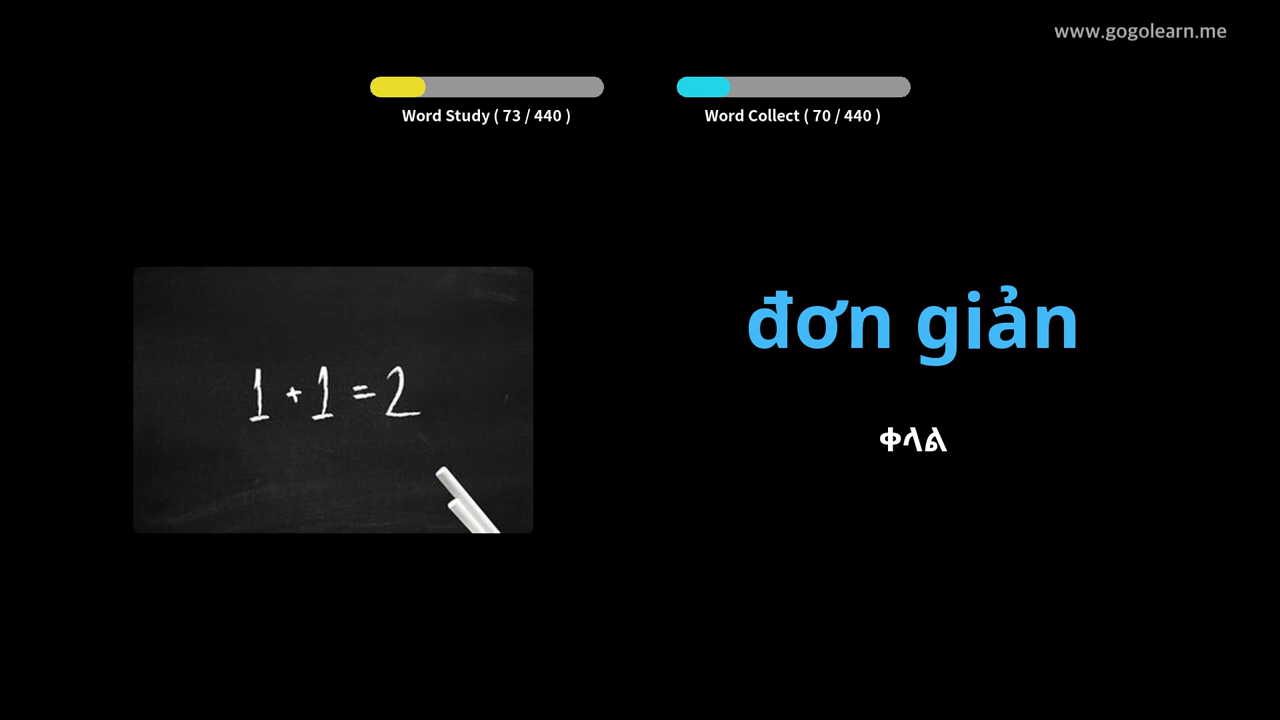 www.gogolearn.me
Word Study ( 73 / 440 )
Word Collect ( 70 / 440 )
1 + 1 = 2
đơn giản
ቀላል